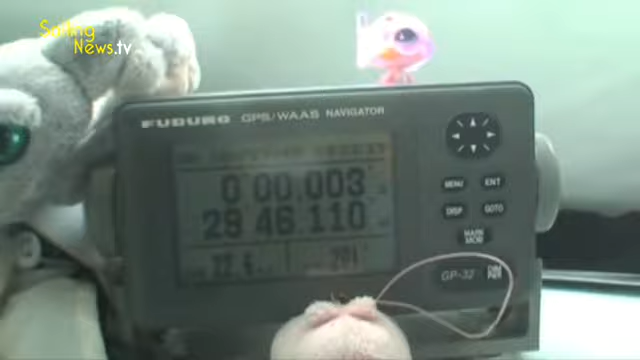 Sailing
News.tv
FURUNO GPS/WAAS NAVIGATOR
0°00.003
29°46.110
MENU ENT
DISP GOTO
MARK
MOB
GP-32